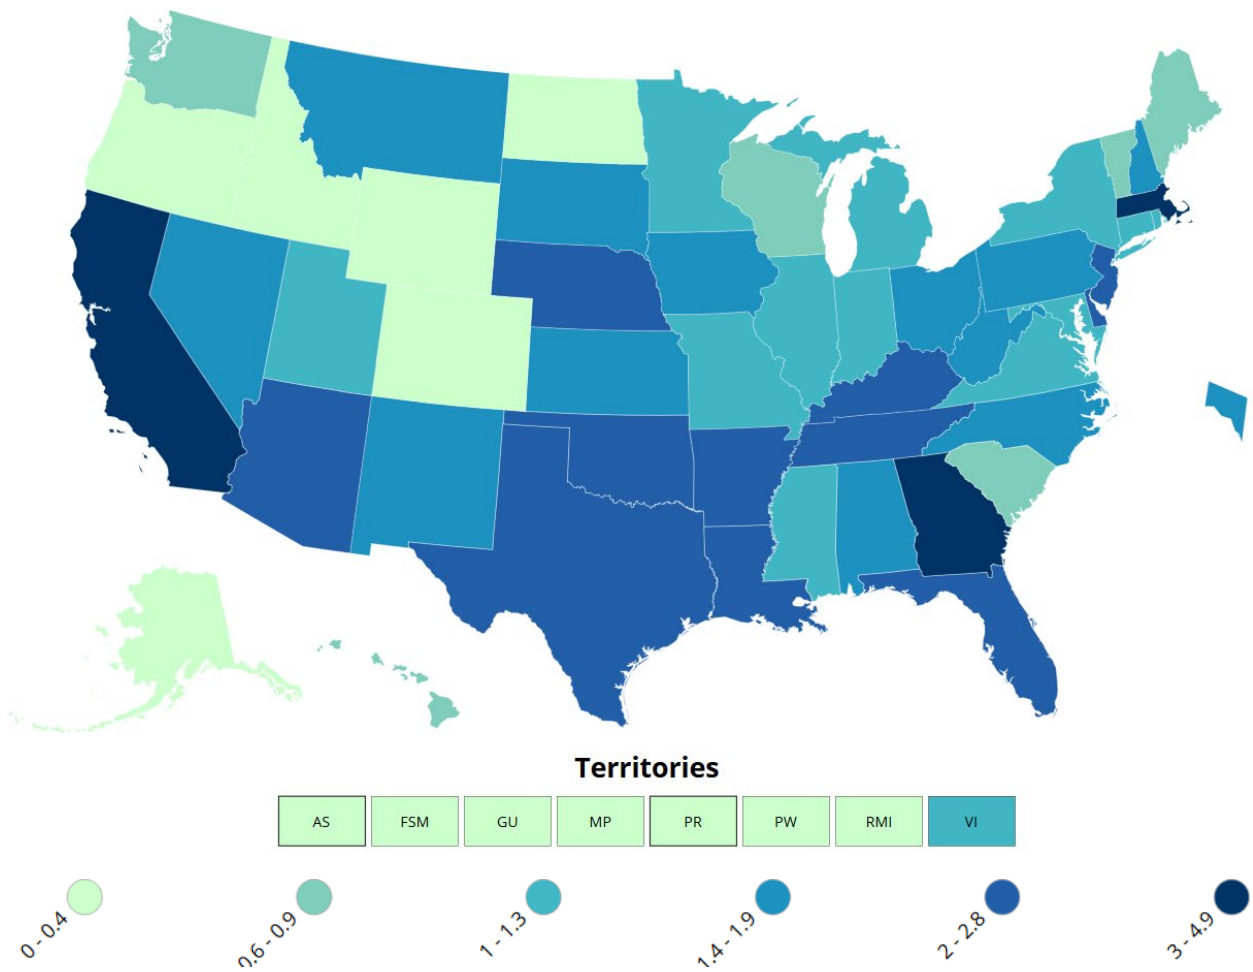 Territories
AS FSM GU MP PR PW RMI VI
0 - 0.4
0.6 - 0.9
1 - 1.3
1.4 - 1.9
2 - 2.8
3 - 4.9